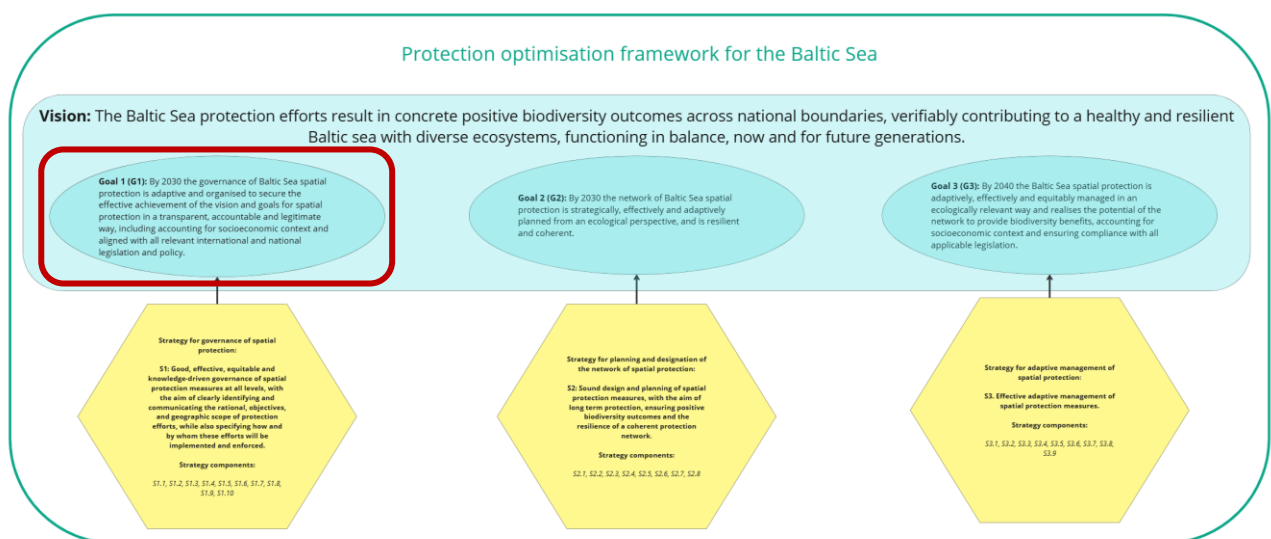 Protection optimisation framework for the Baltic Sea
Vision: The Baltic Sea protection efforts result in concrete positive biodiversity outcomes across national boundaries, verifiably contributing to a healthy and resilient
Baltic sea with diverse ecosystems, functioning in balance, now and for future generations.
Goal 1 (G1): By 2030 the governance of Baltic Sea spatial
protection is adaptive and organised to secure the
effective achievement of the vision and goals for spatial
protection in a transparent, accountable and legitimate
way, including accounting for socioeconomic context and
aligned with all relevant international and national
legislation and policy.
Goal 2 (G2): By 2030 the network of Baltic Sea spatial
protection is strategically, effectively and adaptively
planned from an ecological perspective, and is resilient
and coherent.
Goal 3 (G3): By 2040 the Baltic Sea spatial protection is
adaptively, effectively and equitably managed in an
ecologically relevant way and realises the potential of the
network to provide biodiversity benefits, accounting for
socioeconomic context and ensuring compliance with all
applicable legislation.
Strategy for governance of spatial
protection:
S1: Good, effective, equitable and
knowledge-driven governance of spatial
protection measures at all levels, with
the aim of clearly identifying and
communicating the rational, objectives,
and geographic scope of protection
efforts, while also specifying how and
by whom these efforts will be
implemented and enforced.
Strategy components:
S1.1, S1.2, S1.3, S1.4, S1.5, S1.6, S1.7, S1.8,
S1.9, S1.10
Strategy for planning and designation of
the network of spatial protection:
S2: Sound design and planning of spatial
protection measures, with the aim of
long term protection, ensuring positive
biodiversity outcomes and the
resilience of a coherent protection
network.
Strategy components:
S2.1, S2.2, S2.3, S2.4, S2.5, S2.6, S2.7, S2.8
Strategy for adaptive management of
spatial protection:
S3. Effective adaptive management of
spatial protection measures.
Strategy components:
S3.1, S3.2, S3.3, S3.4, S3.5, S3.6, S3.7, S3.8,
S3.9